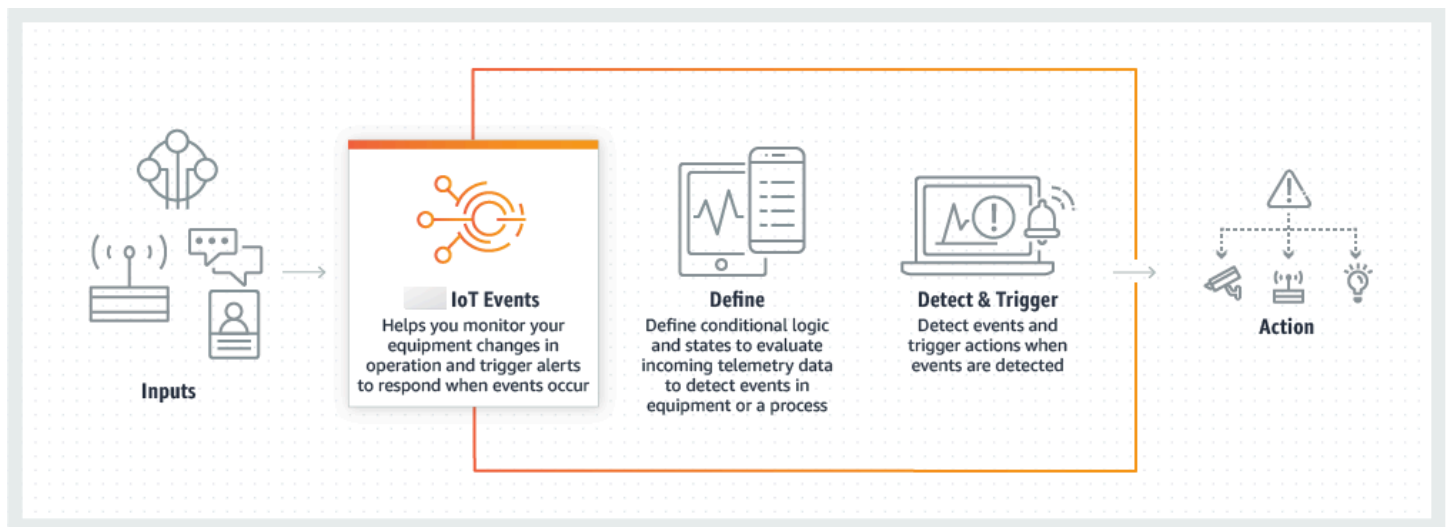 Inputs
IoT Events
Helps you monitor your
equipment changes in
operation and trigger alerts
to respond when events occur
Define
Define conditional logic
and states to evaluate
incoming telemetry data
to detect events in
equipment or a process
Detect & Trigger
Detect events and
trigger actions when
events are detected
Action